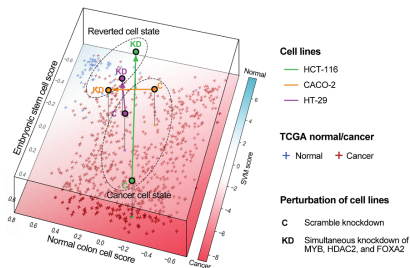 Reverted cell state
KD
KD
KD
C
C
C
Cancer cell state
Embryonic stem cell score
-0.4
-0.2
0.0
0.2
0.4
0.8
0.8
0.6
0.4
0.2
0.0
-0.2
-0.4
-0.6
Normal colon cell score
Normal
6
4
2
0
-2
-4
-6
-8
Cancer
SVM score
Cell lines
HCT-116
CACO-2
HT-29
TCGA normal/cancer
Normal
Cancer
Perturbation of cell lines
C Scramble knockdown
KD Simultaneous knockdown of
MYB, HDAC2, and FOXA2